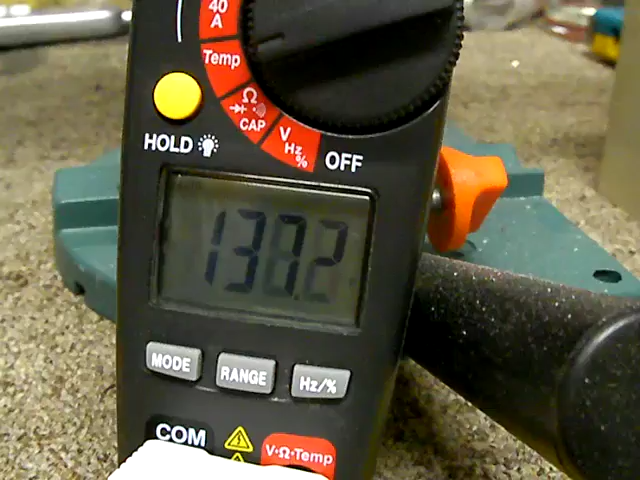 40
A
Temp
Ω
CAP
V
Hz
%
HOLD
OFF
137.2
MODE
RANGE
Hz/%
COM
V·Ω·Temp